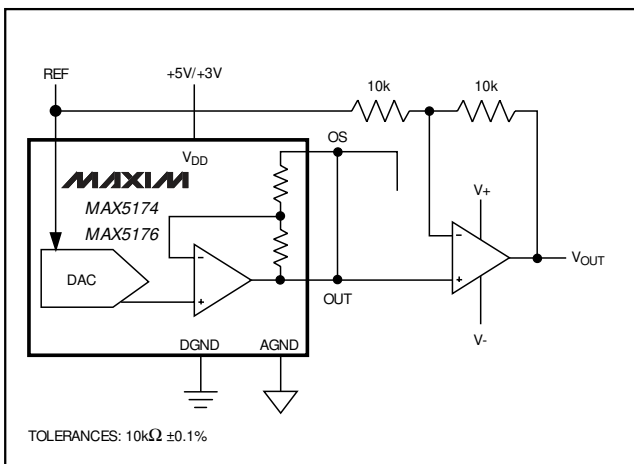 REF
+5V/+3V
10k
10k
OS
VDD
MAXIM
MAX5174
MAX5176
V+
-
-
DAC
+
+
VOUT
OUT
V-
DGND
AGND
TOLERANCES: 10kΩ ±0.1%